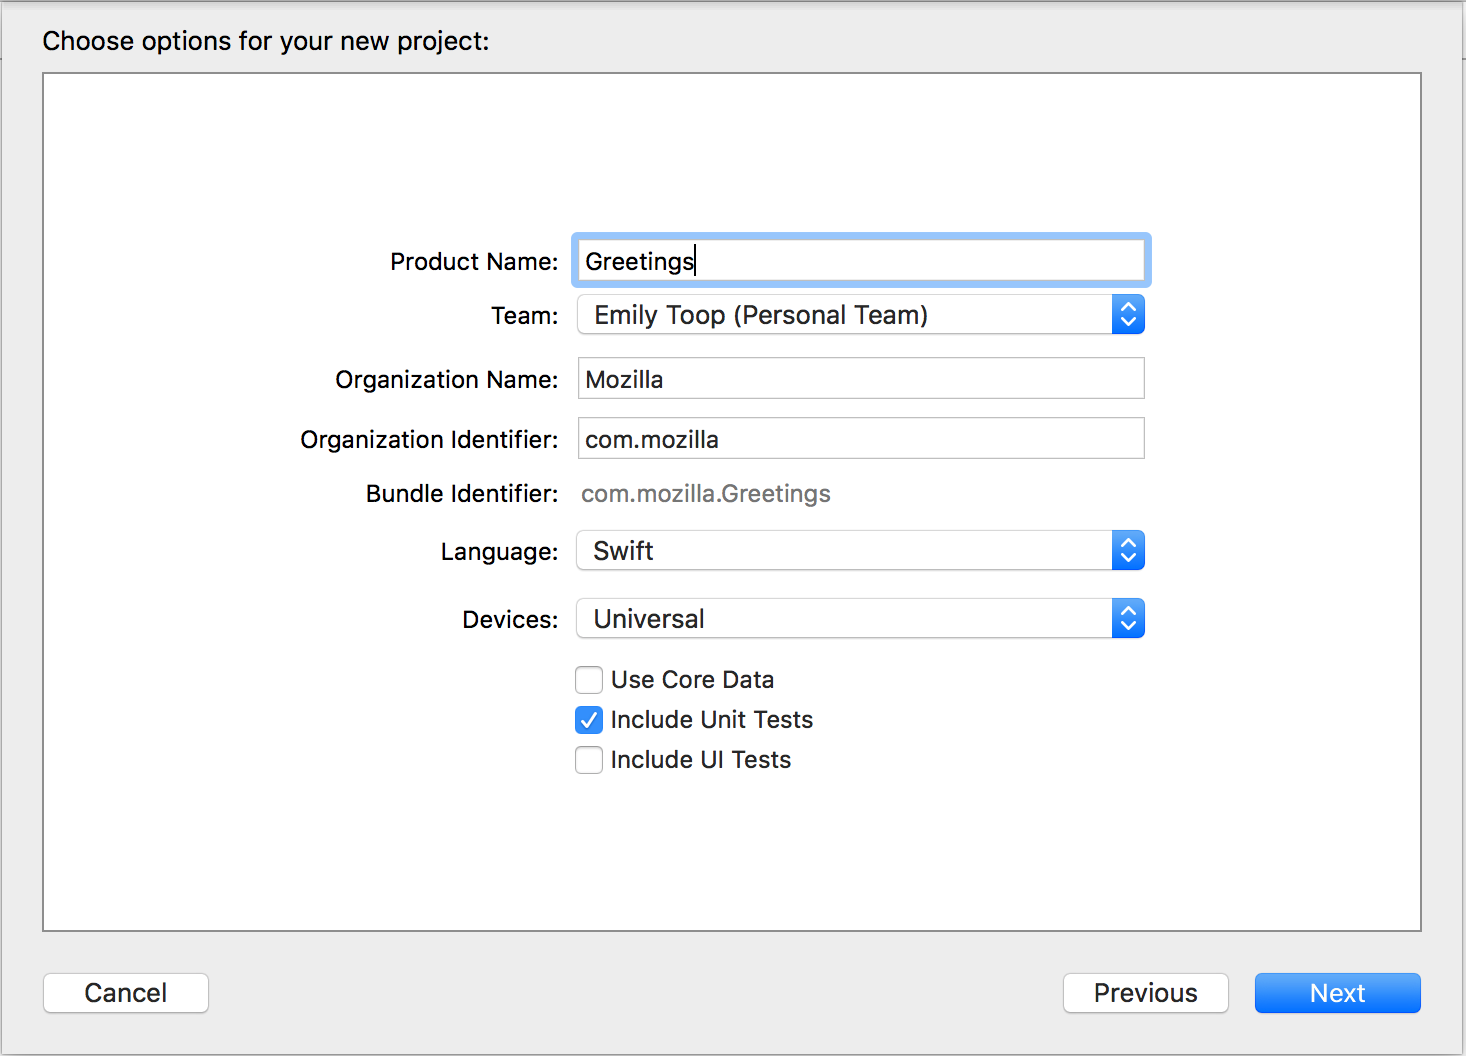 Choose options for your new project:
Product Name: Greetings
Team: Emily Toop (Personal Team)
Organization Name: Mozilla
Organization Identifier: com.mozilla
Bundle Identifier: com.mozilla.Greetings
Language: Swift
Devices: Universal
Use Core Data
Include Unit Tests
Include UI Tests
Cancel Previous Next